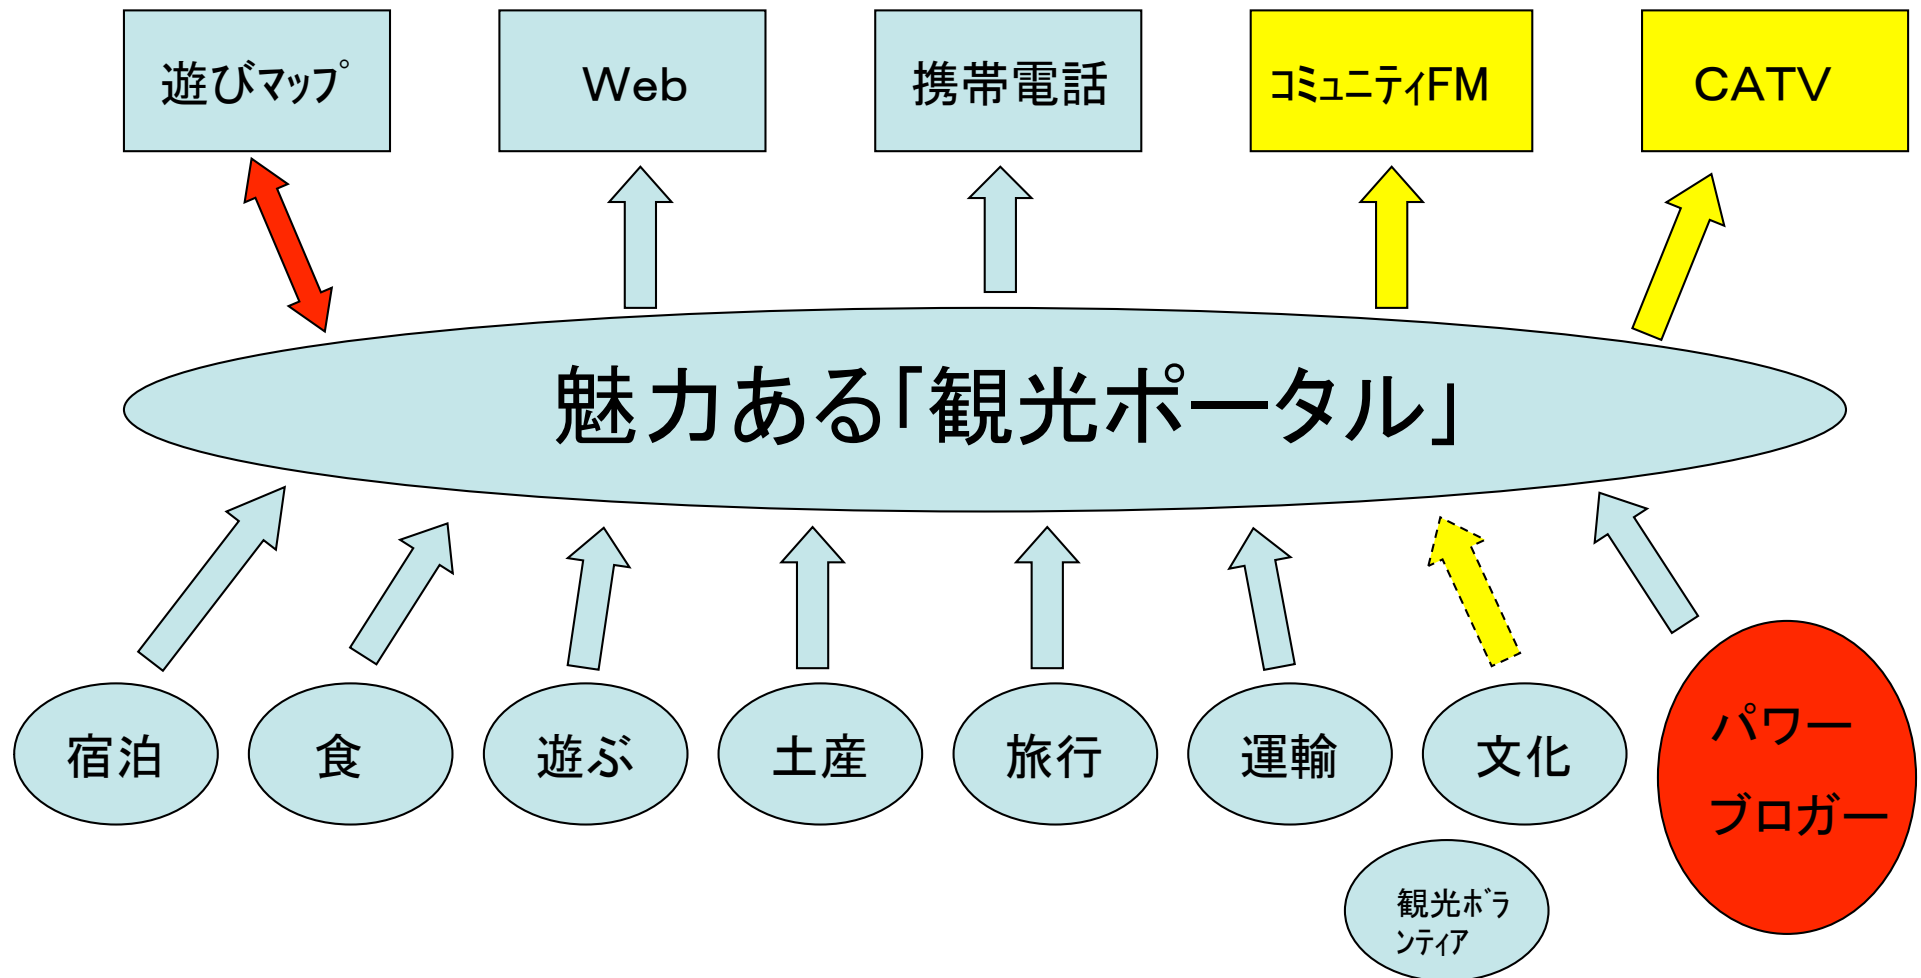 遊びマップ
Web
携帯電話
コミュニティFM
CATV
魅力ある「観光ポータル」
宿泊
食
遊ぶ
土産
旅行
運輸
文化
パワー
ブロガー
観光ボラ
ンティア